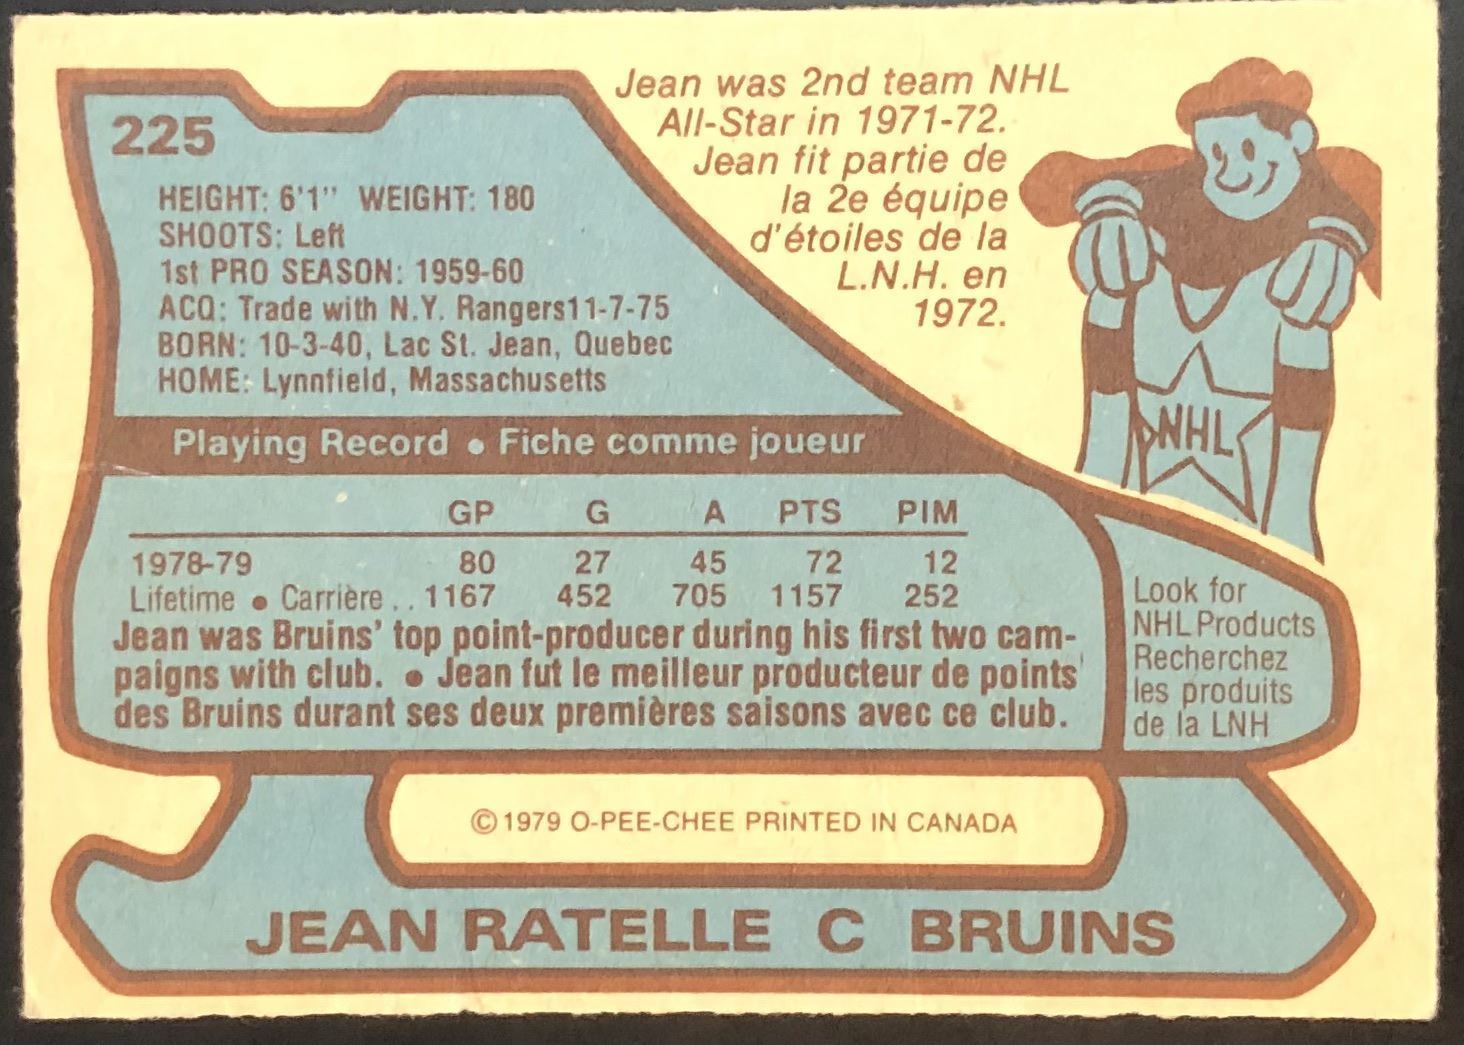 225
HEIGHT: 6'1" WEIGHT: 180
SHOOTS: Left
1st PRO SEASON: 1959-60
ACQ: Trade with N.Y. Rangers11-7-75
BORN: 10-3-40, Lac St. Jean, Quebec
HOME: Lynnfield, Massachusetts
Jean was 2nd team NHL
All-Star in 1971-72.
Jean fit partie de
la 2e équipe
d'étoiles de la
L.N.H. en
1972.
NHL
Playing Record • Fiche comme joueur
GP G A PTS PIM
1978-79 80 27 45 72 12
Lifetime • Carrière .. 1167 452 705 1157 252
Jean was Bruins' top point-producer during his first two cam-
paigns with club. • Jean fut le meilleur producteur de points
des Bruins durant ses deux premières saisons avec ce club.
Look for
NHL Products
Recherchez
les produits
de la LNH
©1979 O-PEE-CHEE PRINTED IN CANADA
JEAN RATELLE C BRUINS